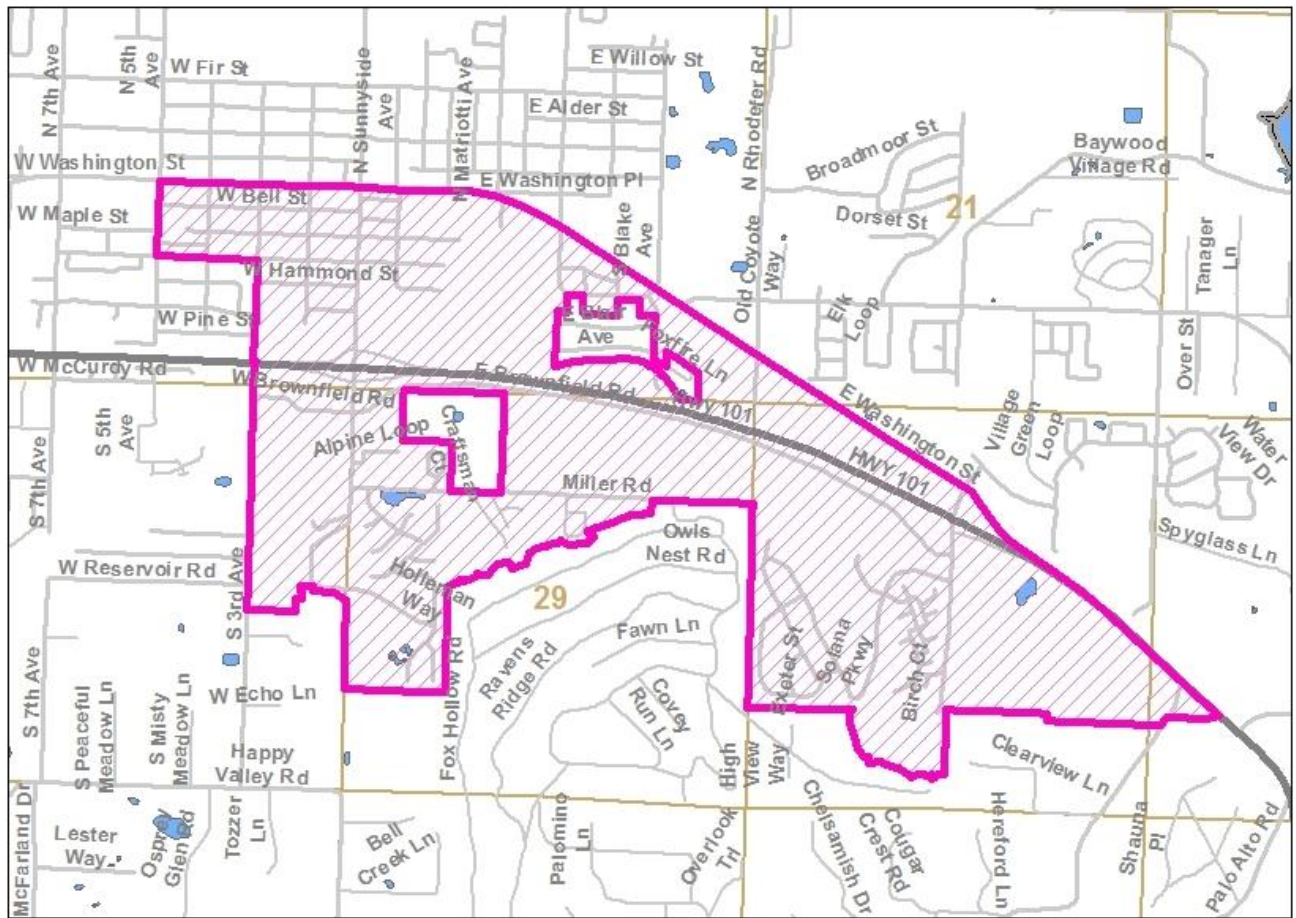 N 7th Ave
N 5th
Ave
W Fir St
N Sunnyside
Ave
N Matriotti Ave
E Willow St
E Alder St
N Rhodefer Rd
Broadmoor St
Baywood
Village Rd
W Washington St
E Washington Pl
W Bell St
W Maple St
S Blake
Ave
Dorset St
21
Old Coyote
Way
Tanager
Ln
W Hammond St
W Pine St
E Blair
Ave
Foxfire Ln
Elk
Loop
Over St
W McCurdy Rd
W Brownfield Rd
E Brownfield Rd
HWY 101
E Washington St
Village
Green
Loop
Water
View Dr
S 5th
Ave
Alpine Loop
Craftsman
Ct
HWY 101
S 7th Ave
Miller Rd
Owls
Nest Rd
Spyglass Ln
W Reservoir Rd
S 3rd Ave
Holleman
Way
29
Fawn Ln
Exeter St
Solana
Pkwy
Birch Ct
S 7th Ave
S Peaceful
Meadow Ln
S Misty
Meadow Ln
W Echo Ln
Fox Hollow Rd
Ravens
Ridge Rd
Covey
Run Ln
High
View
Way
Clearview Ln
Happy
Valley Rd
McFarland Dr
Lester
Way
Osprey
Glen Rd
Tozzer
Ln
Bell
Creek Ln
Palomino
Ln
Overlook
Trl
Chelsamish Dr
Cougar
Crest Rd
Hereford Ln
Shauna
Pl
Palo Alto Rd